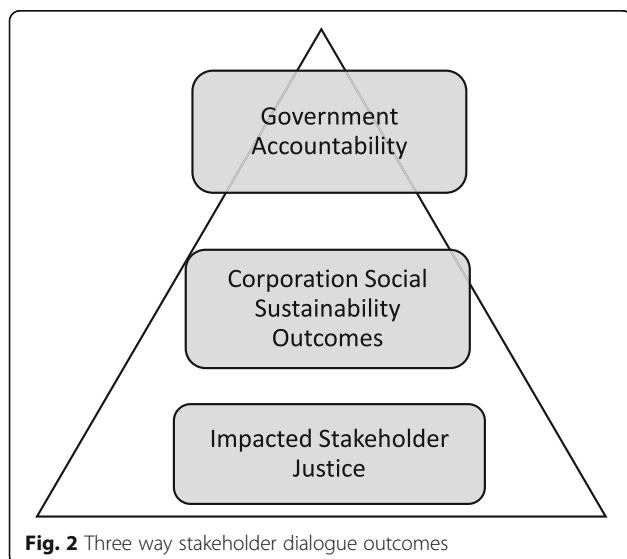 Government
Accountability
Corporation Social
Sustainability
Outcomes
Impacted Stakeholder
Justice
Fig. 2 Three way stakeholder dialogue outcomes